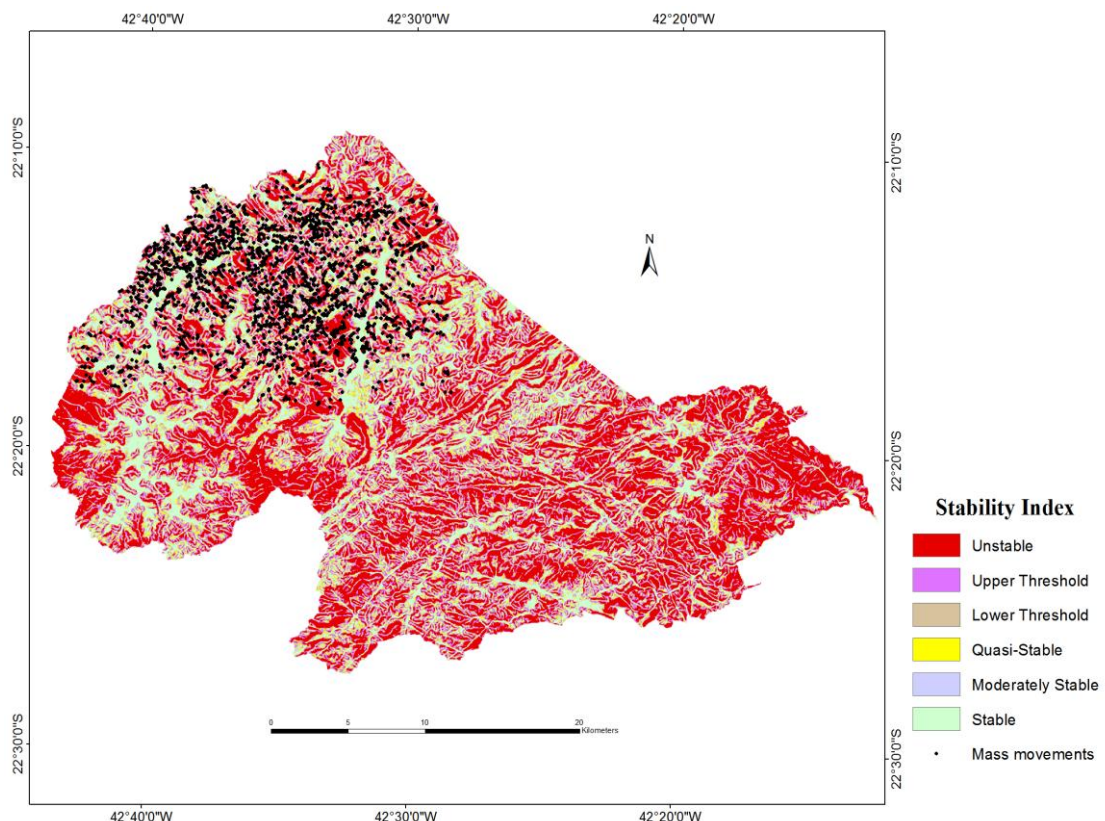 42°40'0"W 42°30'0"W 42°20'0"W
22°10'0"S
22°10'0"S
N
22°20'0"S
22°20'0"S
Stability Index
Unstable
Upper Threshold
Lower Threshold
Quasi-Stable
Moderately Stable
Stable
Mass movements
0 5 10 20
Kilometers
22°30'0"S
22°30'0"S
42°40'0"W 42°30'0"W 42°20'0"W